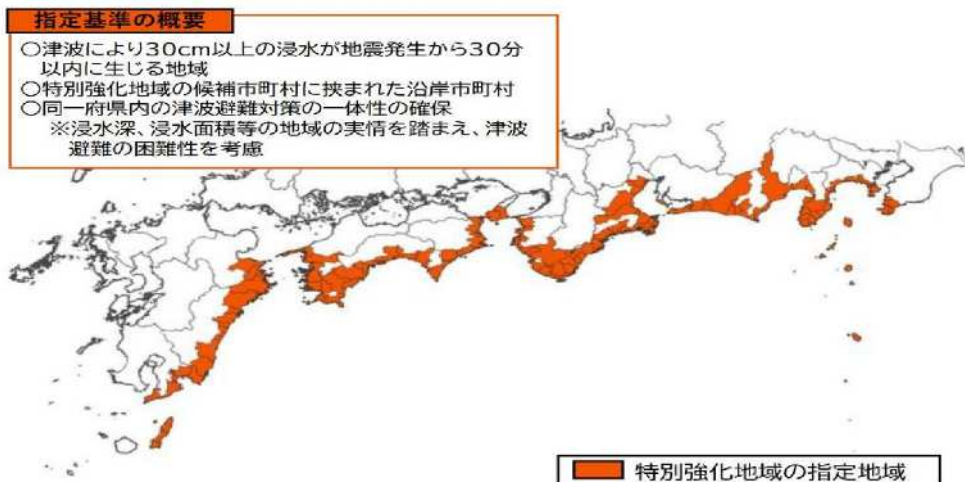 指定基準の概要
○津波により30cm以上の浸水が地震発生から30分
以内に生じる地域
○特別強化地域の候補市町村に挟まれた沿岸市町村
○同一府県内の津波避難対策の一体性の確保
※浸水深、浸水面積等の地域の実情を踏まえ、津波
避難の困難性を考慮
特別強化地域の指定地域